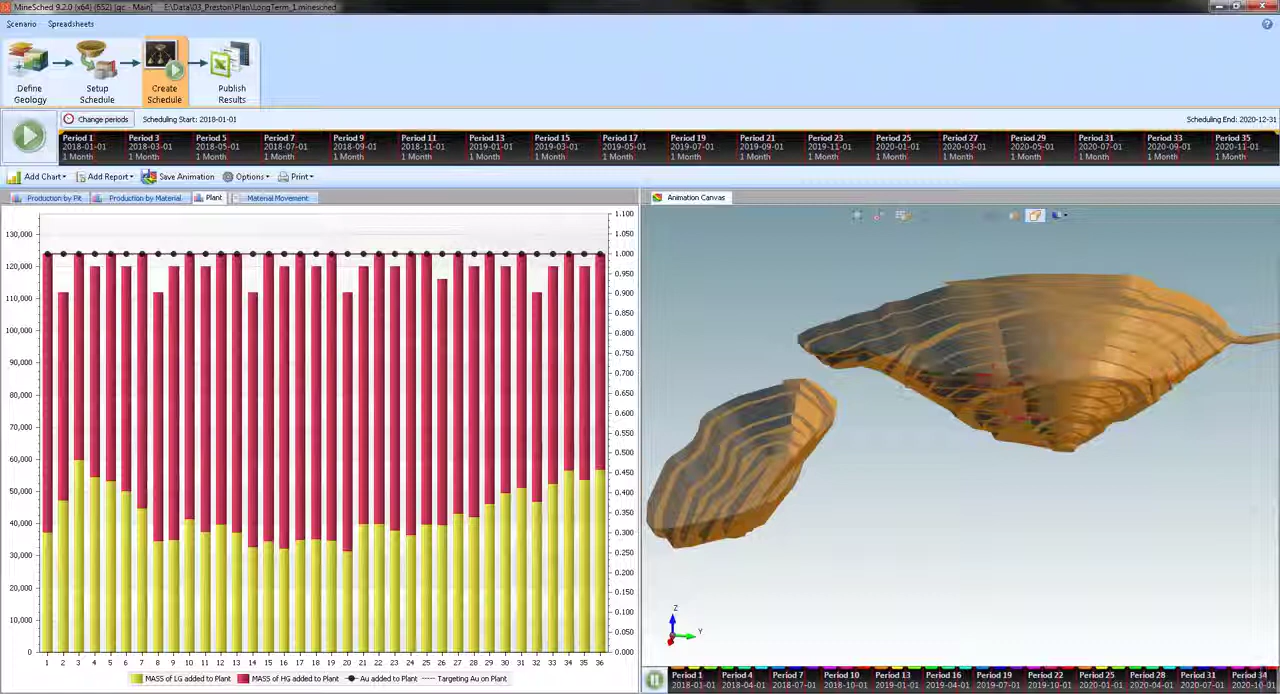 MineSched 9.2.0 (x64) (652) [qc - Main] E:\Data\03_Preston\Plan\LongTerm_1.minesched
Scenario Spreadsheets
Define Geology
Setup Schedule
Create Schedule
Publish Results
Change periods Scheduling Start: 2018-01-01 Scheduling End: 2020-12-31
Period 1 Period 3 Period 5 Period 7 Period 9 Period 11 Period 13 Period 15 Period 17 Period 19 Period 21 Period 23 Period 25 Period 27 Period 29 Period 31 Period 33 Period 35
2018-01-01 2018-03-01 2018-05-01 2018-07-01 2018-09-01 2018-11-01 2019-01-01 2019-03-01 2019-05-01 2019-07-01 2019-09-01 2019-11-01 2020-01-01 2020-03-01 2020-05-01 2020-07-01 2020-09-01 2020-11-01
1 Month 1 Month 1 Month 1 Month 1 Month 1 Month 1 Month 1 Month 1 Month 1 Month 1 Month 1 Month 1 Month 1 Month 1 Month 1 Month 1 Month 1 Month
Add Chart Add Report Save Animation Options Print
Production by Pit Production by Material Plant Material Movement
Animation Canvas
130,000
120,000
110,000
100,000
90,000
80,000
70,000
60,000
50,000
40,000
30,000
20,000
10,000
0
1.100
1.050
1.000
0.950
0.900
0.850
0.800
0.750
0.700
0.650
0.600
0.550
0.500
0.450
0.400
0.350
0.300
0.250
0.200
0.150
0.100
0.050
0.000
1 2 3 4 5 6 7 8 9 10 11 12 13 14 15 16 17 18 19 20 21 22 23 24 25 26 27 28 29 30 31 32 33 34 35 36
MASS of LG added to Plant MASS of HG added to Plant Au added to Plant Targeting Au on Plant
Z
Y
Period 1 Period 4 Period 7 Period 10 Period 13 Period 16 Period 19 Period 22 Period 25 Period 28 Period 31 Period 34
2018-01-01 2018-04-01 2018-07-01 2018-10-01 2019-01-01 2019-04-01 2019-07-01 2019-10-01 2020-01-01 2020-04-01 2020-07-01 2020-10-01